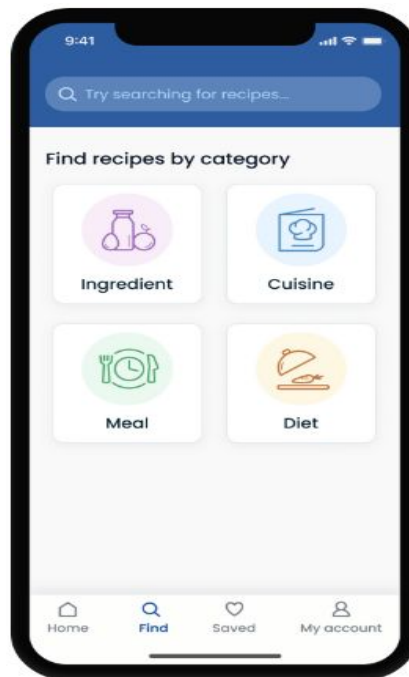 9:41
Try searching for recipes...
Find recipes by category
Ingredient Cuisine
Meal Diet
Home Find Saved My account